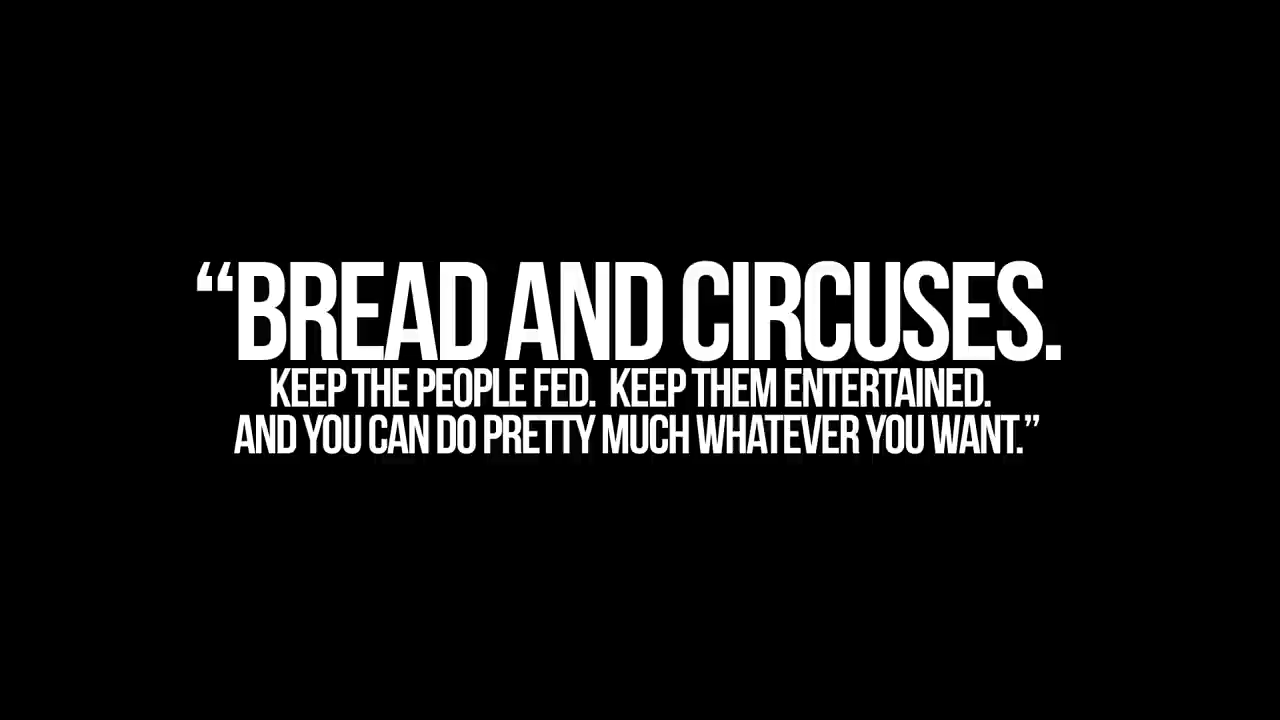 “BREAD AND CIRCUSES.
KEEP THE PEOPLE FED. KEEP THEM ENTERTAINED.
AND YOU CAN DO PRETTY MUCH WHATEVER YOU WANT.”